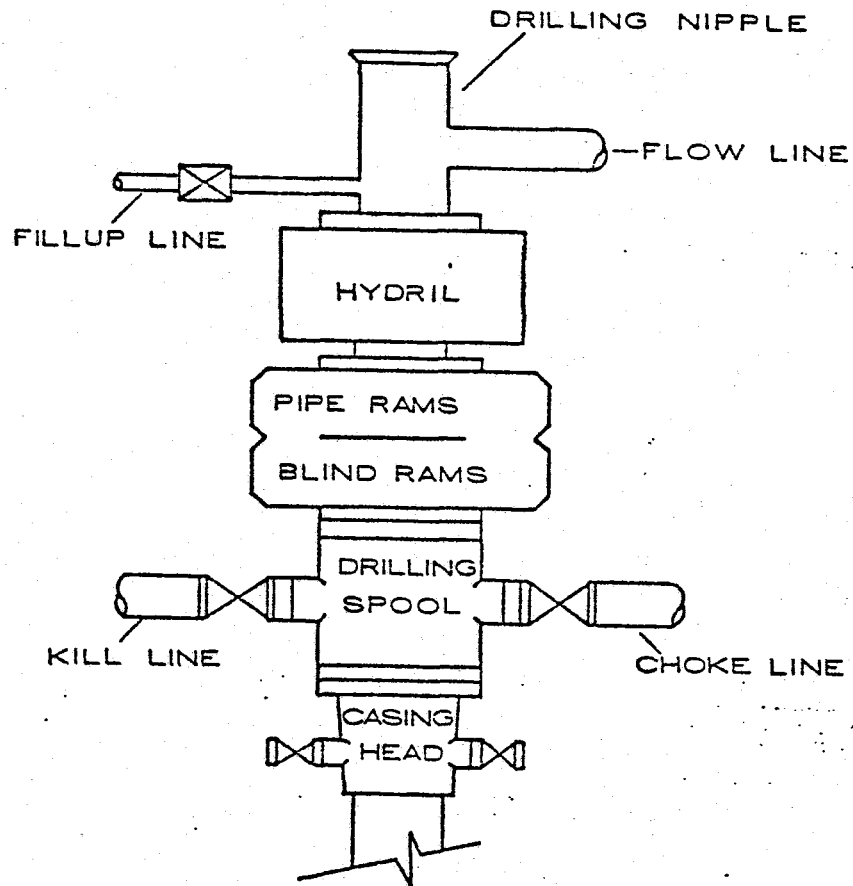 DRILLING NIPPLE
FLOW LINE
FILLUP LINE
HYDRIL
PIPE RAMS
BLIND RAMS
DRILLING
SPOOL
KILL LINE
CHOKE LINE
CASING
HEAD